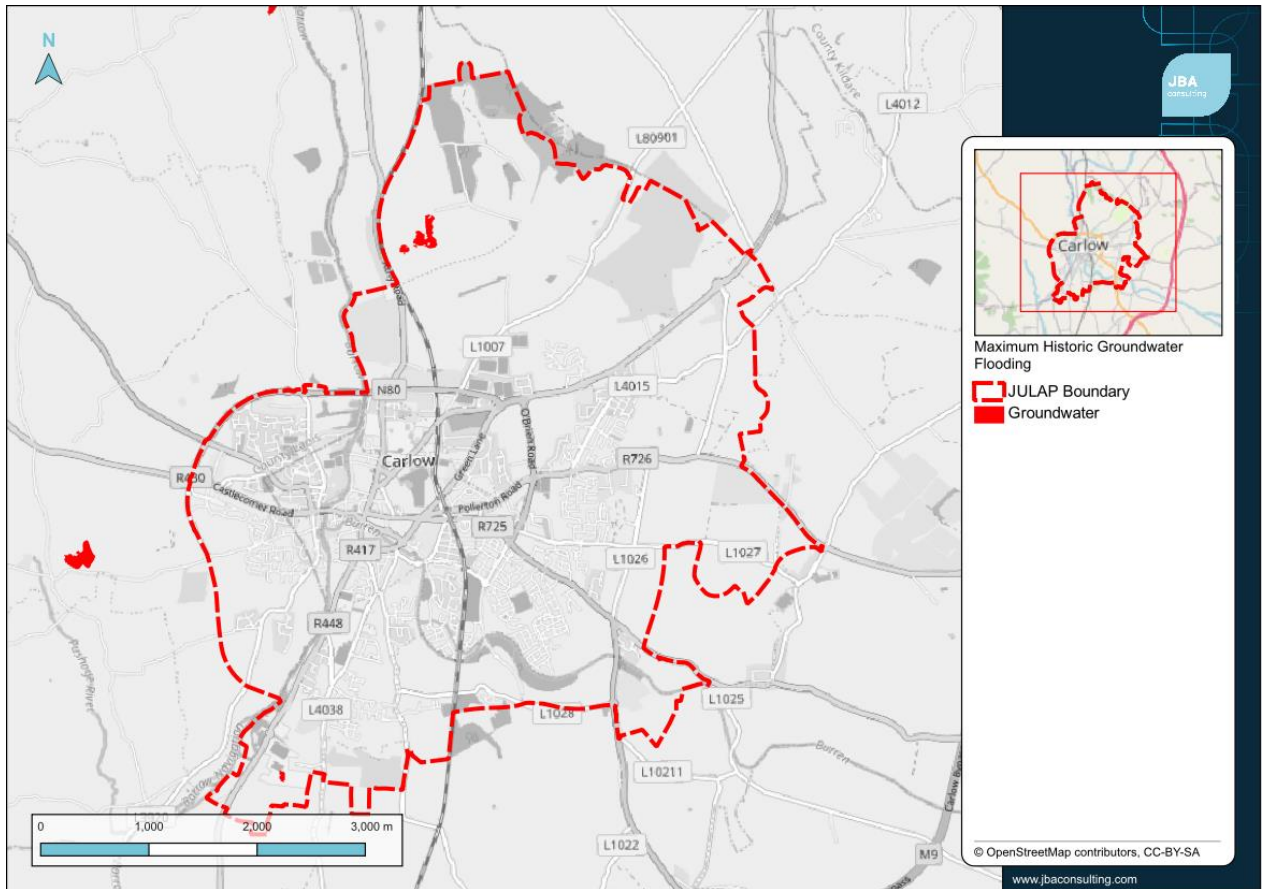 N
JBA
consulting
County Kildare
L4012
L80901
L1007
N80
L4015
Carlow
Green Lane
O'Brien Road
R726
R430
Castlecomer Road
Pollerton Road
Burren
R725
R417
L1026
L1027
R448
L4038
L1028
L1025
Burren
L10211
L1022
M9
0
1,000
2,000
3,000 m
Carlow
Maximum Historic Groundwater
Flooding
JULAP Boundary
Groundwater
© OpenStreetMap contributors, CC-BY-SA
www.jbaconsulting.com